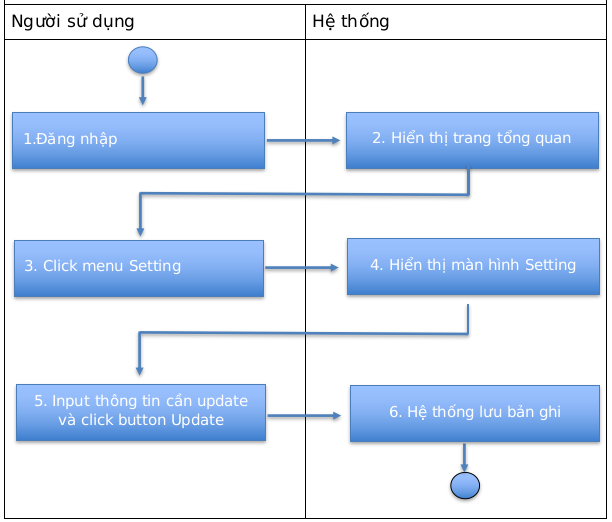 Người sử dụng
Hệ thống
1.Đăng nhập
2. Hiển thị trang tổng quan
3. Click menu Setting
4. Hiển thị màn hình Setting
5. Input thông tin cần update
và click button Update
6. Hệ thống lưu bản ghi